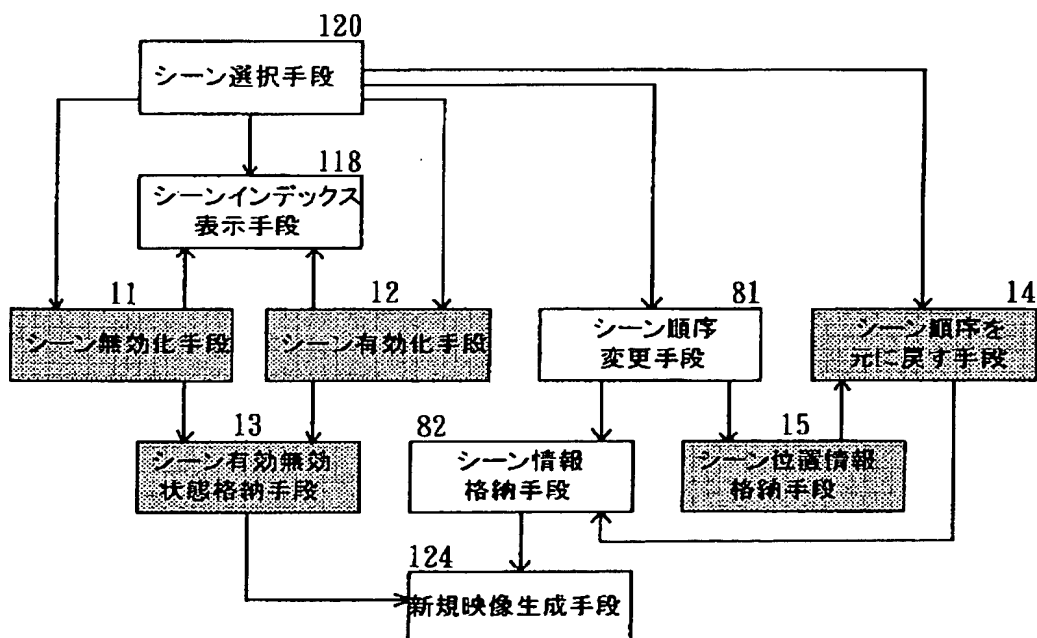 120
シーン選択手段
118
シーンインデックス
表示手段
11
シーン無効化手段
12
シーン有効化手段
81
シーン順序
変更手段
14
シーン順序を
元に戻す手段
13
シーン有効無効
状態格納手段
82
シーン情報
格納手段
15
シーン位置情報
格納手段
124
新規映像生成手段